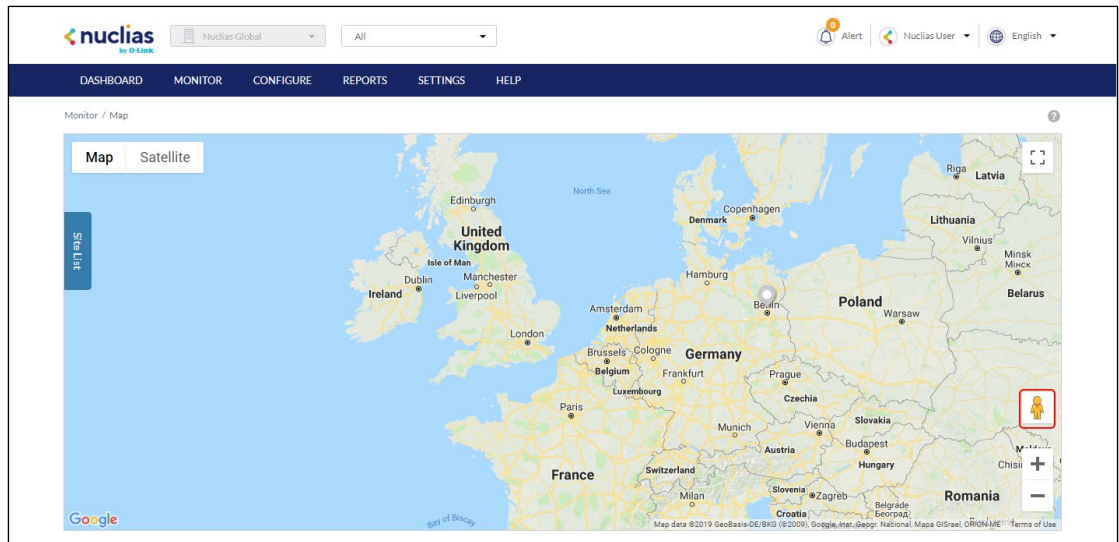 nuclias
by D-Link
Nuclias Global
All
0
Alert
Nuclias User
English
DASHBOARD MONITOR CONFIGURE REPORTS SETTINGS HELP
Monitor / Map
?
Map Satellite
Site List
North Sea
Riga
Latvia
Edinburgh
Copenhagen
Denmark
Lithuania
United
Kingdom
Vilnius
Minsk
Мінск
Isle of Man
Dublin
Manchester
Hamburg
Ireland
Liverpool
Berlin
Poland
Belarus
Amsterdam
Warsaw
Netherlands
London
Brussels
Cologne
Germany
Belgium
Frankfurt
Prague
Luxembourg
Czechia
Paris
Slovakia
Munich
Vienna
Budapest
Austria
Hungary
France
Switzerland
Milan
Slovenia
Zagreb
Romania
Croatia
Belgrade
Београд
Bay of Biscay
Google
Map data ©2019 GeoBasis-DE/BKG (©2009), Google, Inst. Geogr. Nacional, Mapa GISrael, ORION-ME
Terms of Use